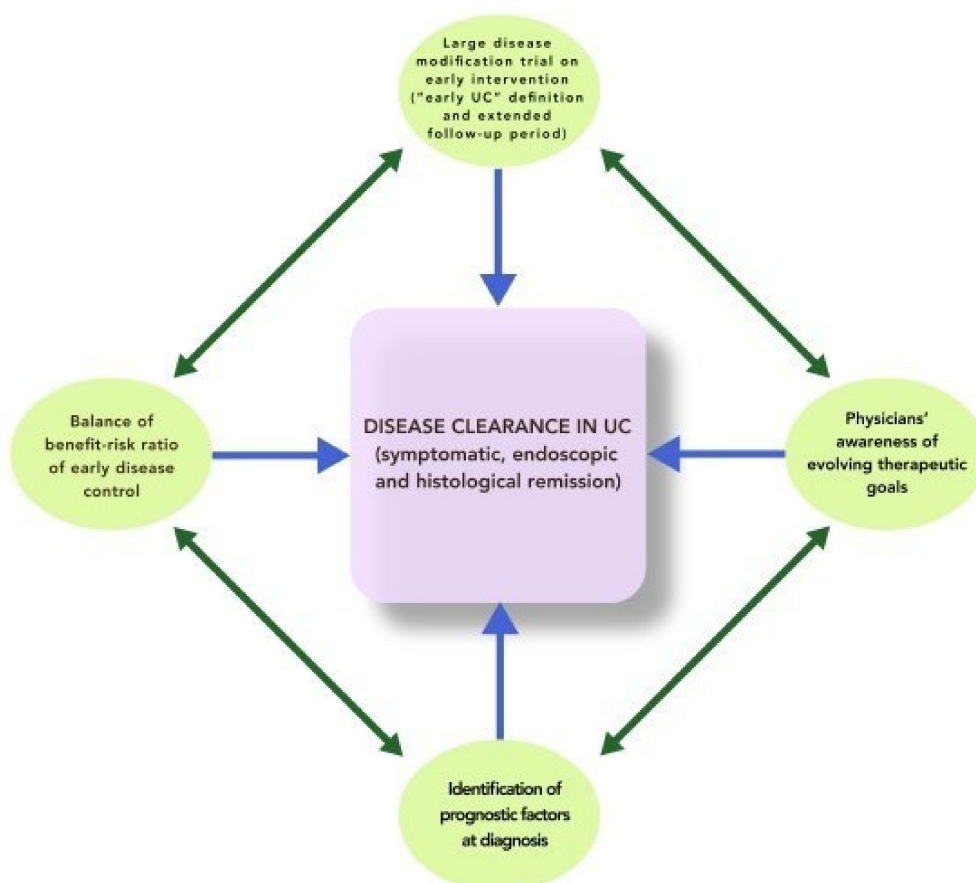 Large disease
modification trial on
early intervention
("early UC" definition
and extended
follow-up period)
Balance of
benefit-risk ratio
of early disease
control
DISEASE CLEARANCE IN UC
(symptomatic, endoscopic
and histological remission)
Physicians'
awareness of
evolving therapeutic
goals
Identification of
prognostic factors
at diagnosis